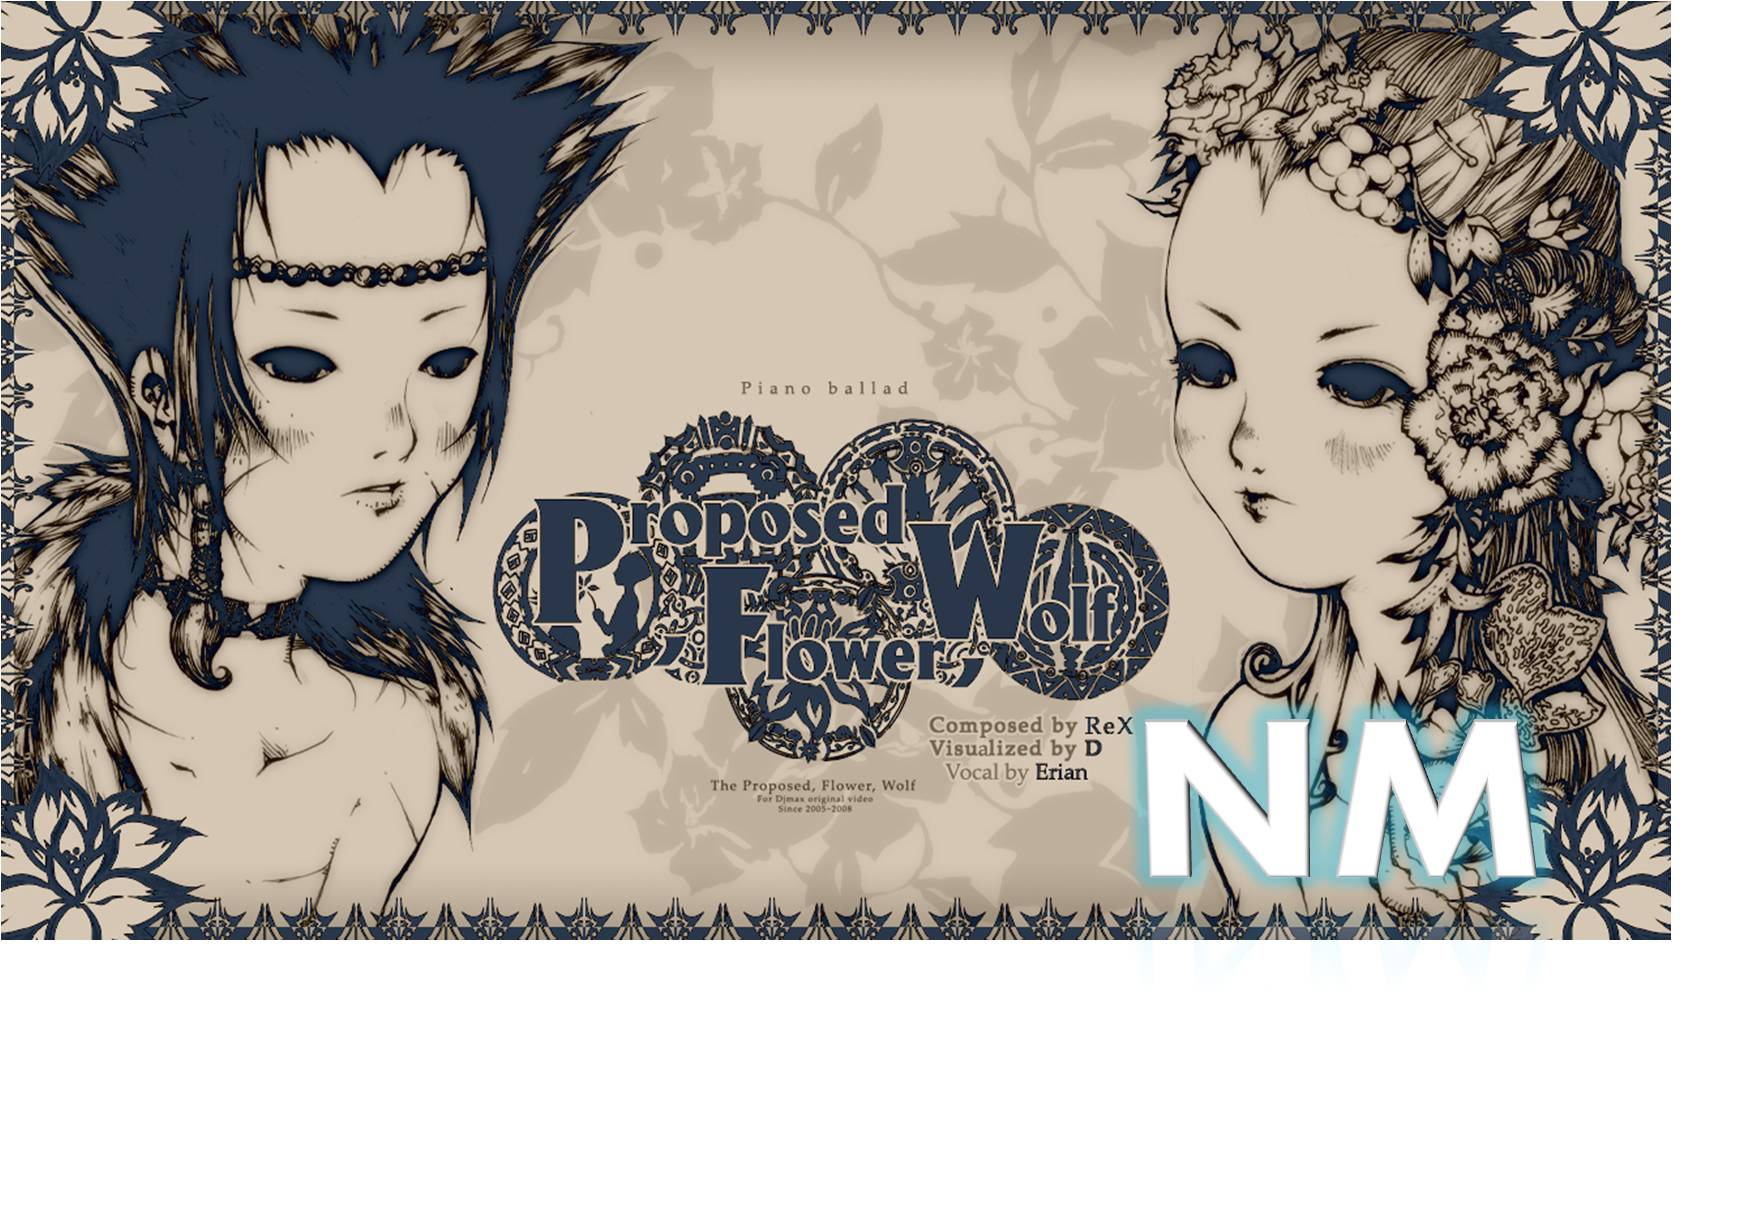 Piano ballad
Proposed,
Flower,
Wolf
Composed by ReX
Visualized by D
Vocal by Erian
The Proposed, Flower, Wolf
For Djmax original video
Since 2005~2008
NM